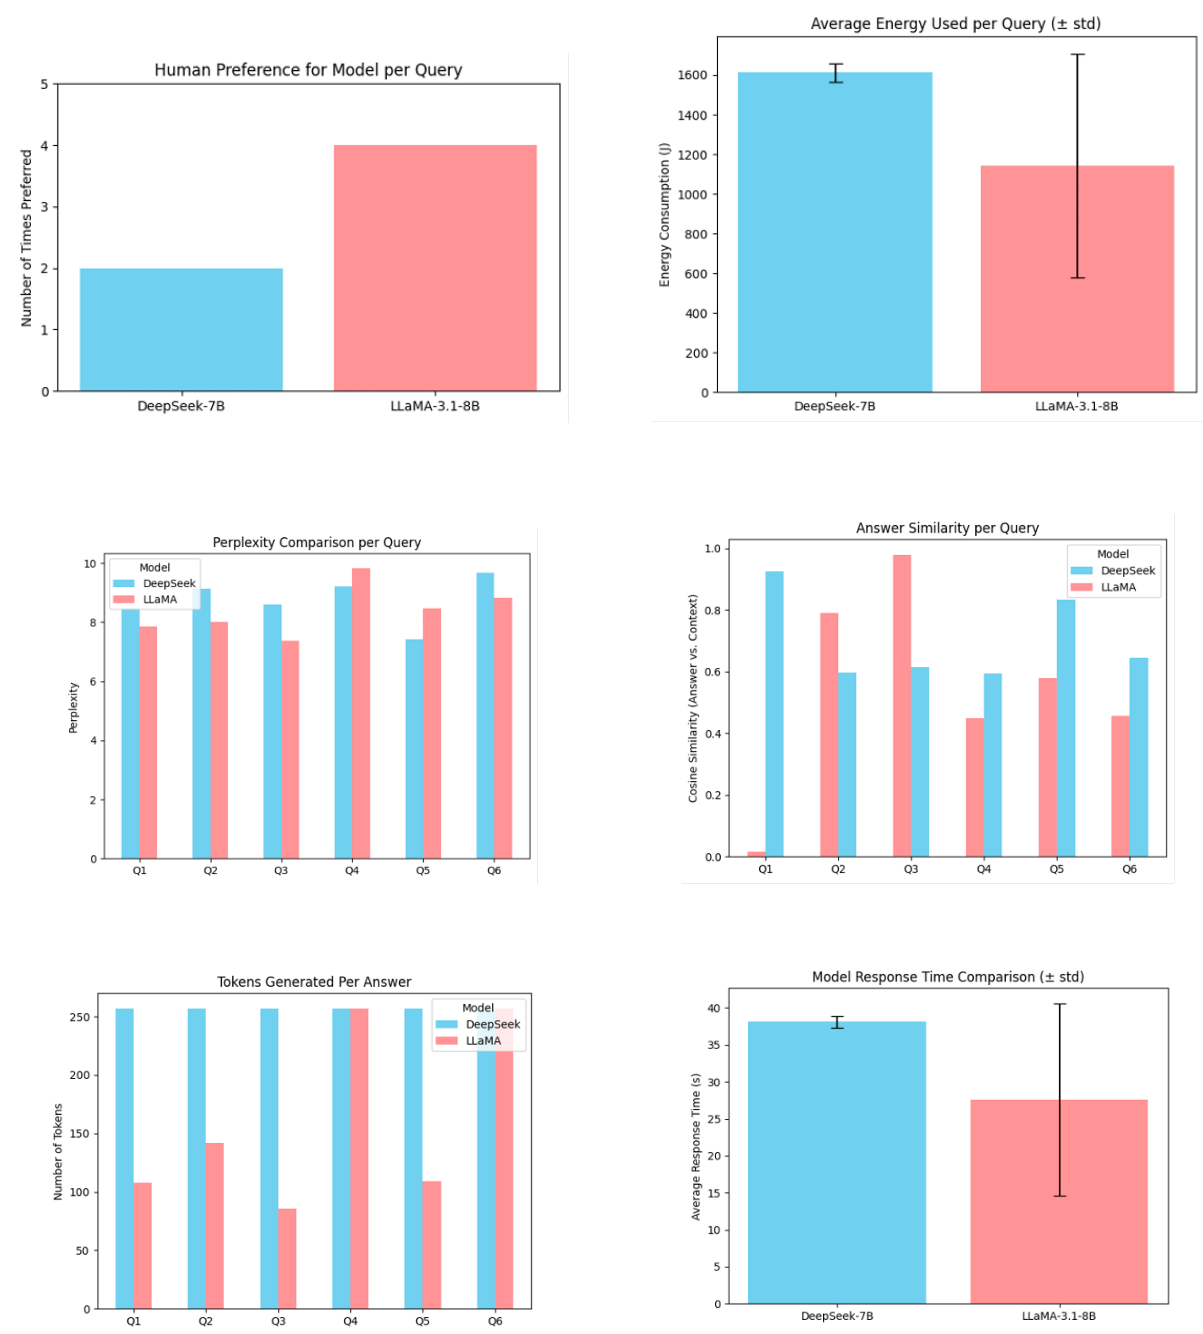 Human Preference for Model per Query
Number of Times Preferred
5
4
3
2
1
0
DeepSeek-7B
LLaMA-3.1-8B
Average Energy Used per Query (± std)
Energy Consumption (J)
1600
1400
1200
1000
800
600
400
200
0
DeepSeek-7B
LLaMA-3.1-8B
Perplexity Comparison per Query
Perplexity
10
8
6
4
2
0
Model
DeepSeek
LLaMA
Q1
Q2
Q3
Q4
Q5
Q6
Answer Similarity per Query
Cosine Similarity (Answer vs. Context)
1.0
0.8
0.6
0.4
0.2
0.0
Model
DeepSeek
LLaMA
Q1
Q2
Q3
Q4
Q5
Q6
Tokens Generated Per Answer
Number of Tokens
250
200
150
100
50
0
Model
DeepSeek
LLaMA
Q1
Q2
Q3
Q4
Q5
Q6
Model Response Time Comparison (± std)
Average Response Time (s)
40
35
30
25
20
15
10
5
0
DeepSeek-7B
LLaMA-3.1-8B